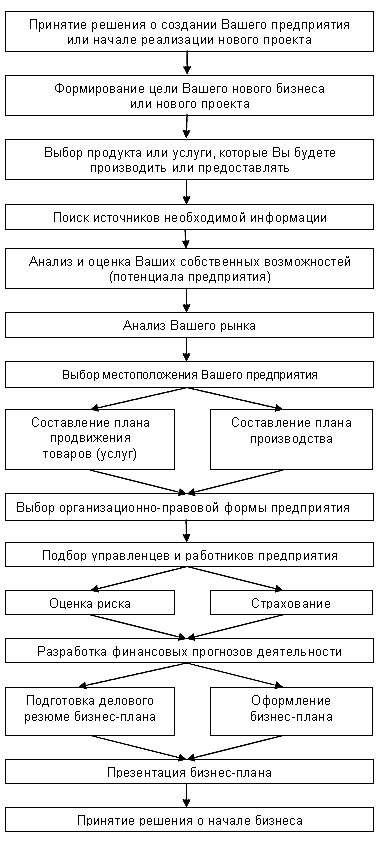 Принятие решения о создании Вашего предприятия
или начале реализации нового проекта
Формирование цели Вашего нового бизнеса
или нового проекта
Выбор продукта или услуги, которые Вы будете
производить или предоставлять
Поиск источников необходимой информации
Анализ и оценка Ваших собственных возможностей
(потенциала предприятия)
Анализ Вашего рынка
Выбор местоположения Вашего предприятия
Составление плана
продвижения
товаров (услуг)
Составление плана
производства
Выбор организационно-правовой формы предприятия
Подбор управленцев и работников предприятия
Оценка риска
Страхование
Разработка финансовых прогнозов деятельности
Подготовка делового
резюме бизнес-плана
Оформление
бизнес-плана
Презентация бизнес-плана
Принятие решения о начале бизнеса